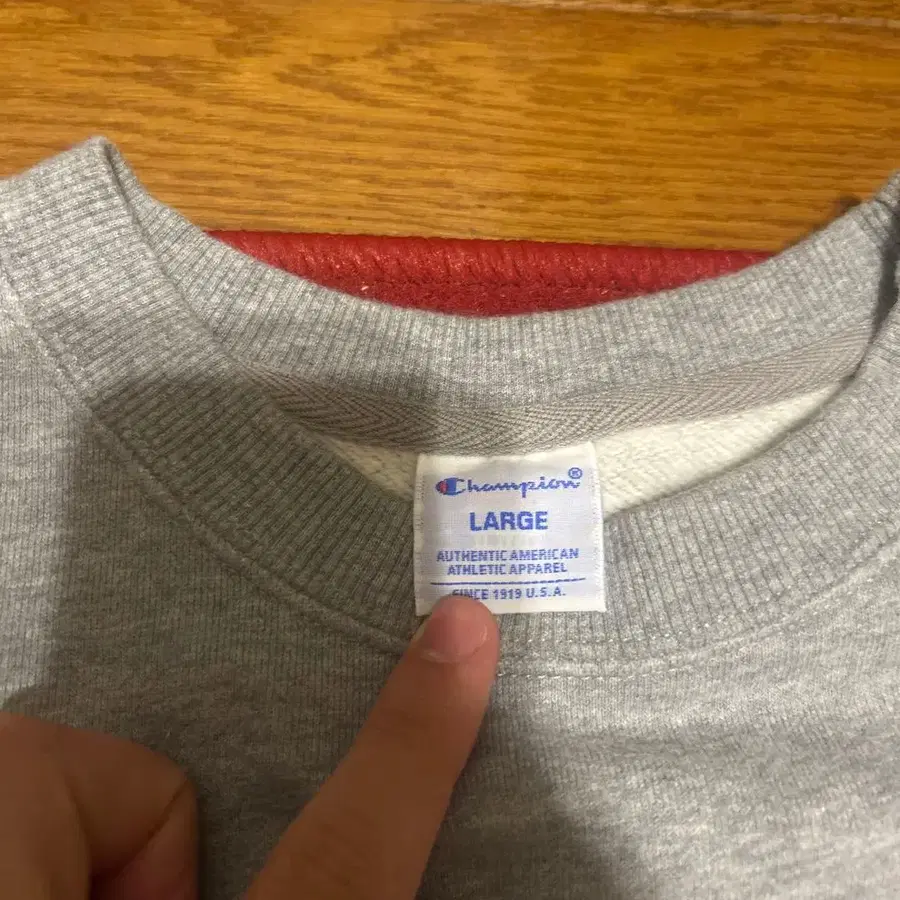 Champion®
LARGE
AUTHENTIC AMERICAN
ATHLETIC APPAREL
SINCE 1919 U.S.A.